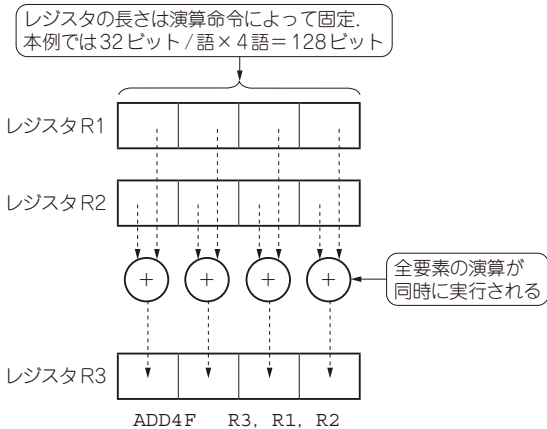 レジスタの長さは演算命令によって固定．
本例では32ビット/語×4語＝128ビット
レジスタR1
レジスタR2
+ + + +
全要素の演算が
同時に実行される
レジスタR3
ADD4F R3, R1, R2